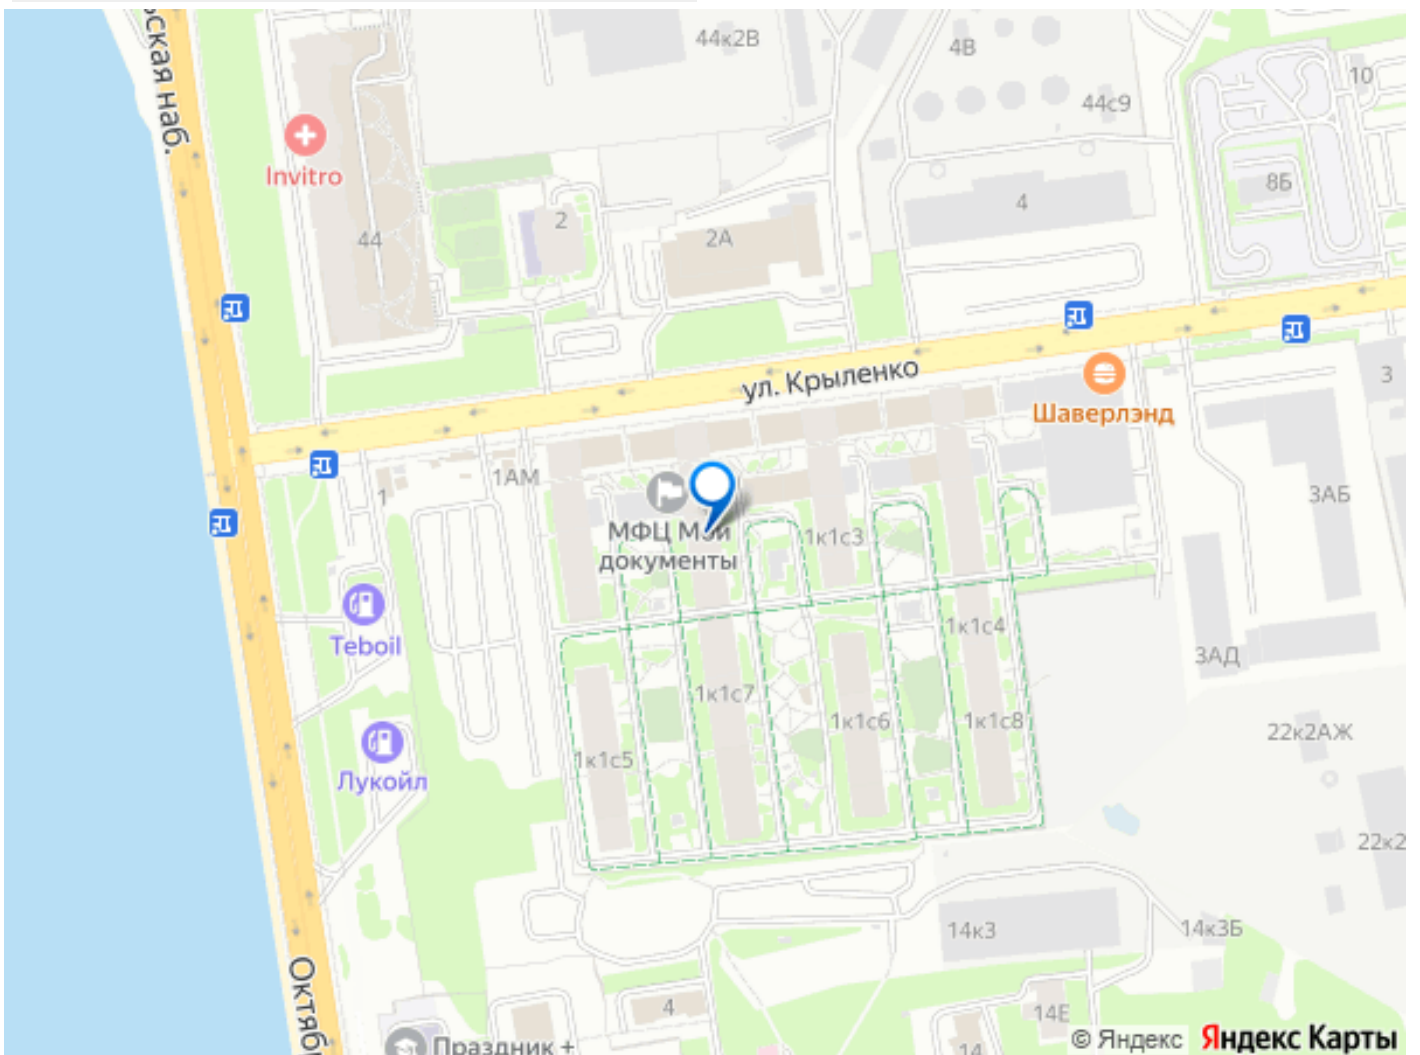 ьская наб.
44к2В
4В
44с9
10
Invitro
8Б
44
2
2А
4
ул. Крыленко
3
Шаверлэнд
1АМ
1
3АБ
МФЦ Мои
документы
1к1с3
Teboil
1к1с4
3АД
1к1с7
1к1с6
1к1с8
22к2АЖ
1к1с5
Лукойл
22к2
14к3
14к3Б
Октябр
4
14Е
Праздник +
14
© Яндекс Яндекс Карты